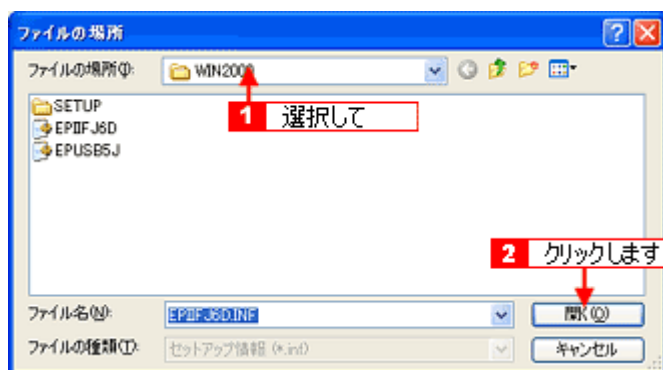 ファイルの場所
ファイルの場所(I):
WIN2000
SETUP
EPIIFJ6D
EPUSB5J
1 選択して
2 クリックします
ファイル名(N):
EPIIFJ6D.INF
開く(O)
ファイルの種類(T):
セットアップ情報 (*.inf)
キャンセル